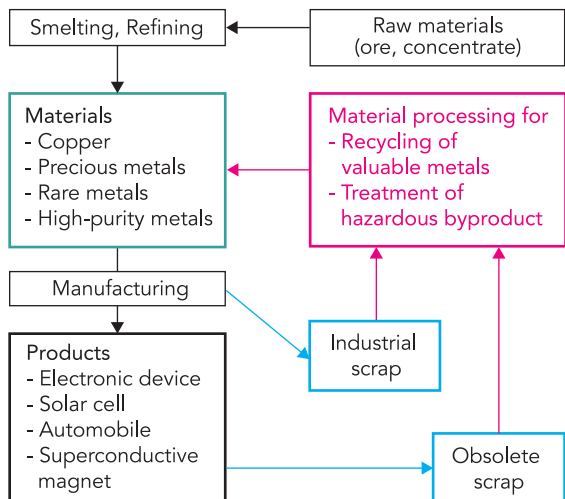 Smelting, Refining
Raw materials
(ore, concentrate)
Materials
- Copper
- Precious metals
- Rare metals
- High-purity metals
Material processing for
- Recycling of
valuable metals
- Treatment of
hazardous byproduct
Manufacturing
Industrial
scrap
Products
- Electronic device
- Solar cell
- Automobile
- Superconductive
magnet
Obsolete
scrap